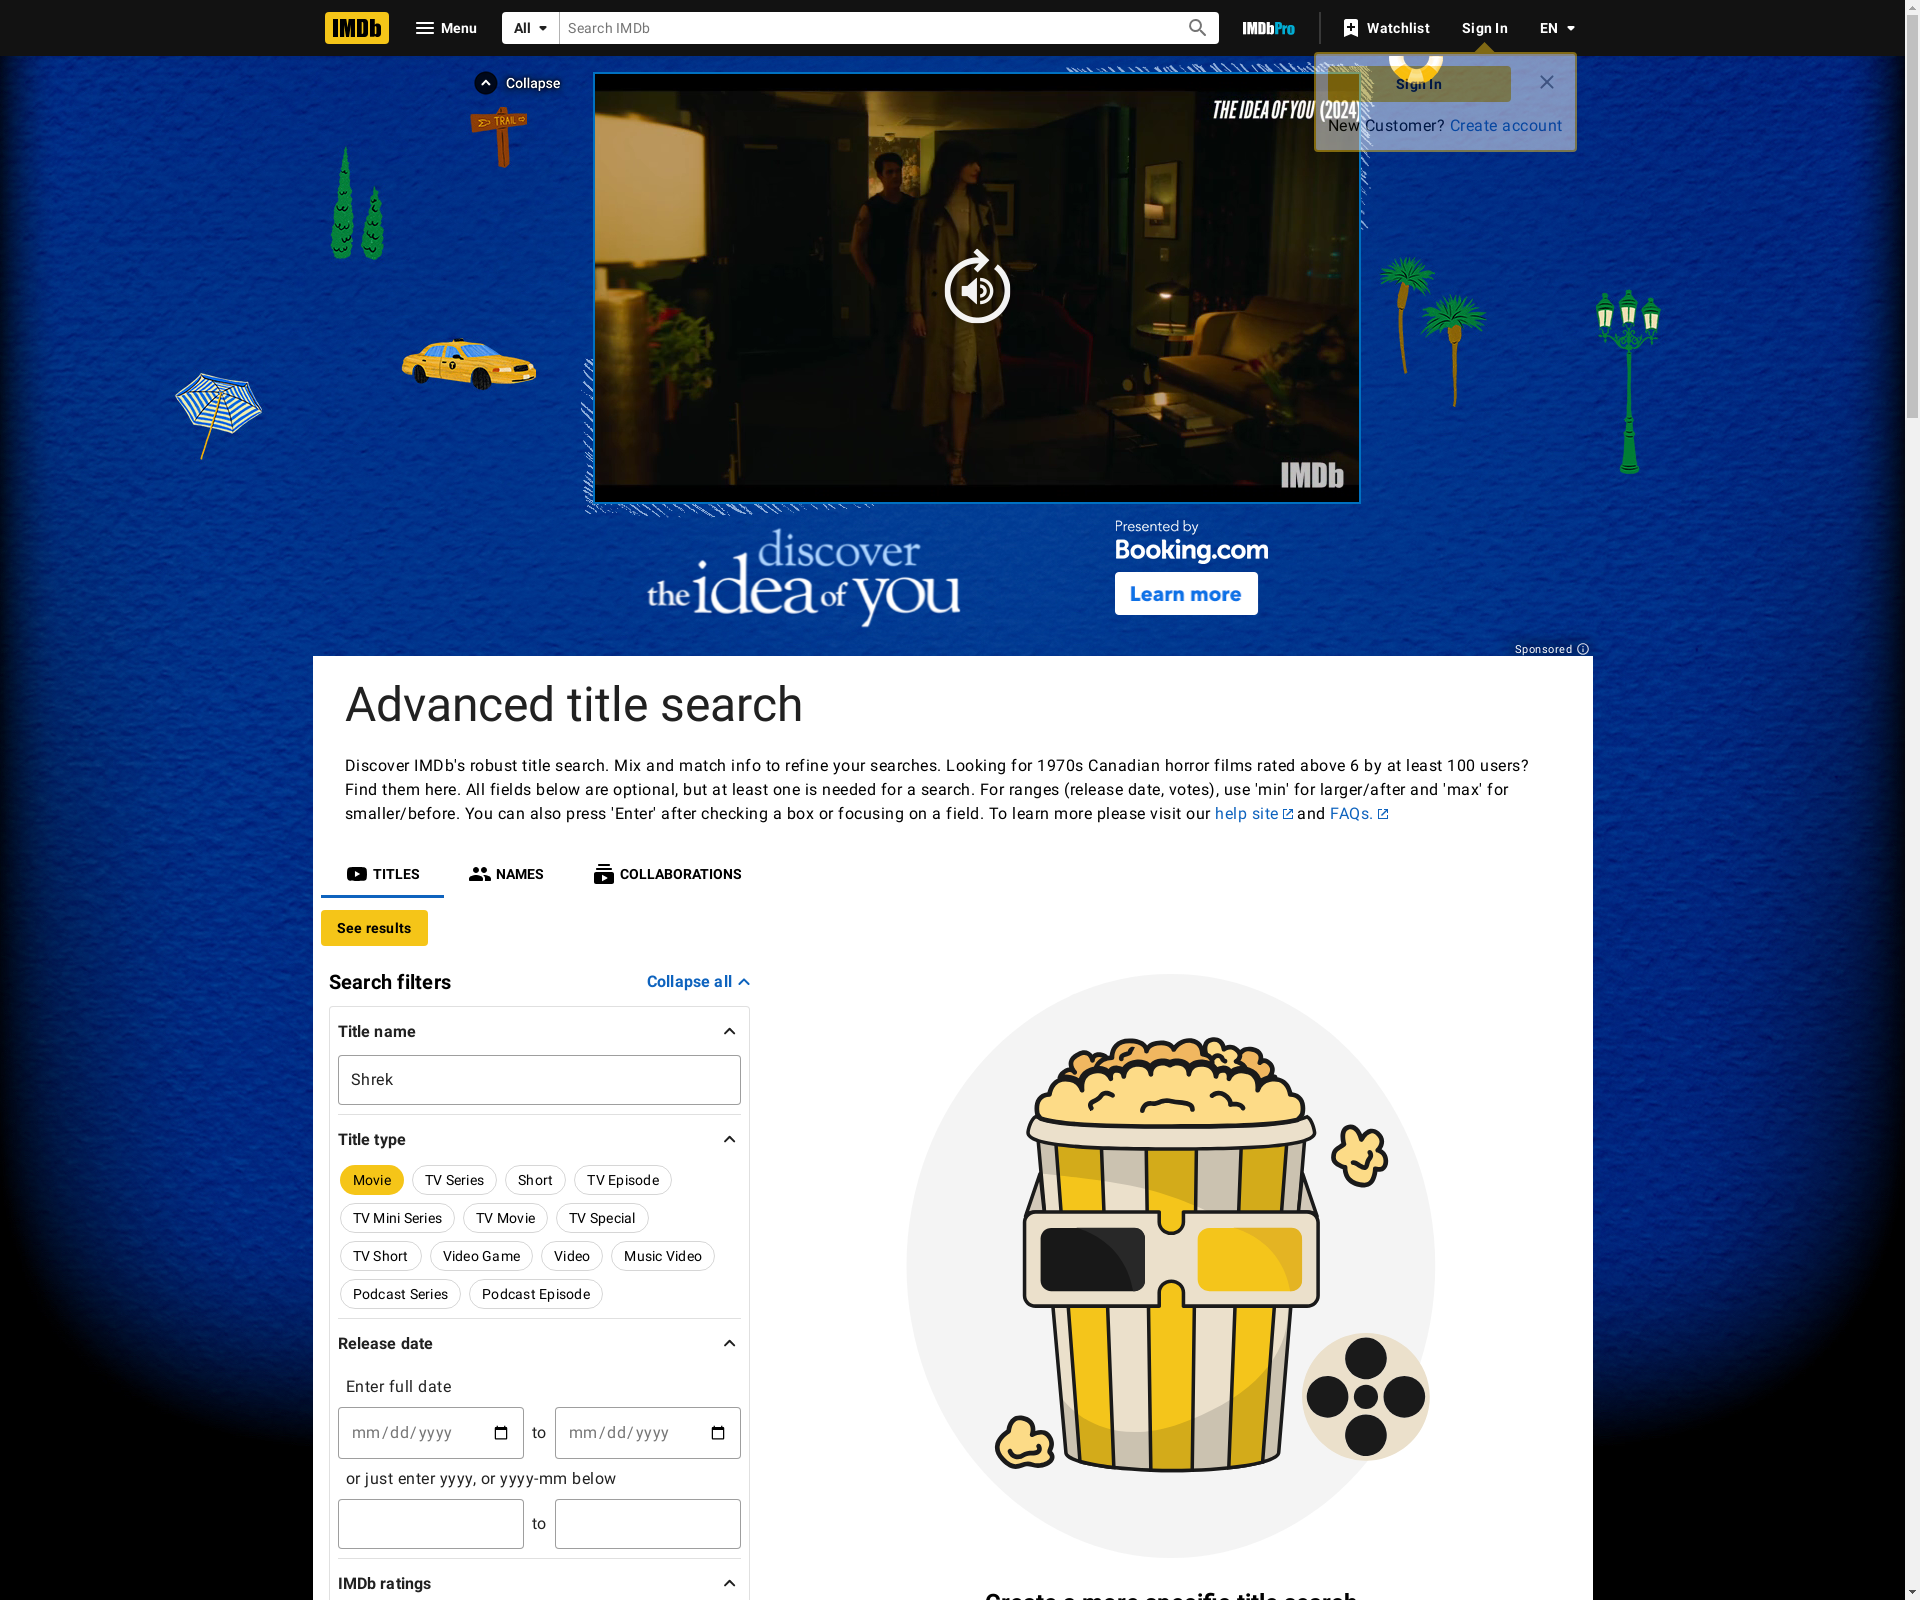 IMDb
Menu
All
Search IMDb
IMDbPro
Watchlist
Sign In
EN
Collapse
Sign In
New Customer? Create account
TRAIL
THE IDEA OF YOU (2024)
IMDb
discover
the idea of you
Presented by
Booking.com
Learn more
Sponsored
Advanced title search
Discover IMDb's robust title search. Mix and match info to refine your searches. Looking for 1970s Canadian horror films rated above 6 by at least 100 users?
Find them here. All fields below are optional, but at least one is needed for a search. For ranges (release date, votes), use 'min' for larger/after and 'max' for
smaller/before. You can also press 'Enter' after checking a box or focusing on a field. To learn more please visit our help site and FAQs.
TITLES
NAMES
COLLABORATIONS
See results
Search filters
Collapse all
Title name
Shrek
Title type
Movie
TV Series
Short
TV Episode
TV Mini Series
TV Movie
TV Special
TV Short
Video Game
Video
Music Video
Podcast Series
Podcast Episode
Release date
Enter full date
mm/dd/yyyy
to
mm/dd/yyyy
or just enter yyyy, or yyyy-mm below
to
IMDb ratings
Create a more specific title search